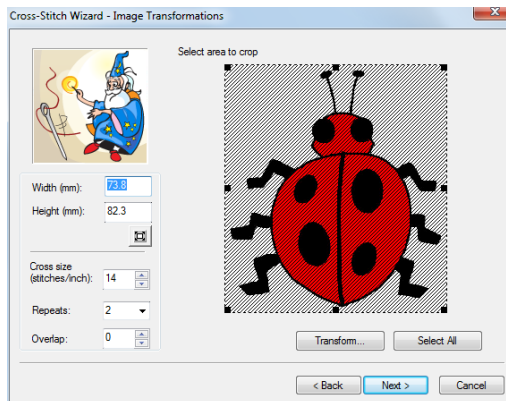 Cross-Stitch Wizard - Image Transformations
Select area to crop
Width (mm): 73.8
Height (mm): 82.3
Cross size
(stitches/inch): 14
Repeats: 2
Overlap: 0
Transform... Select All
< Back Next > Cancel